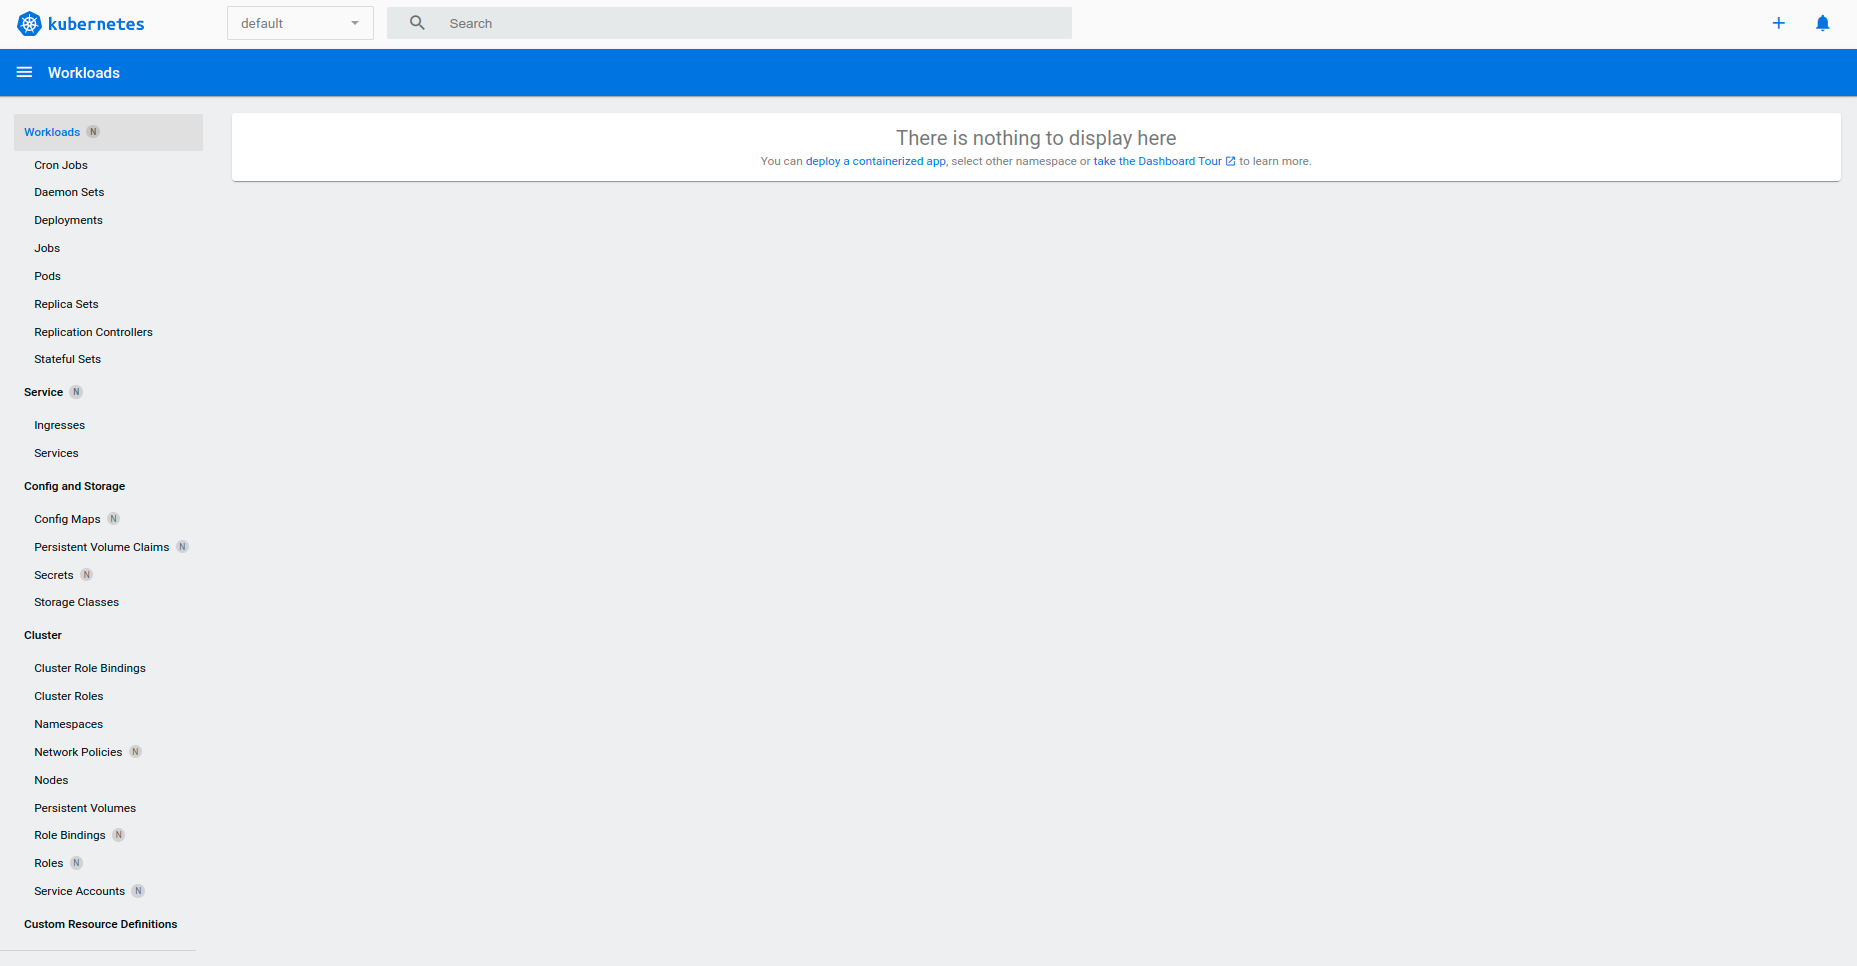 kubernetes
default
Search
Workloads
Workloads N
Cron Jobs
Daemon Sets
Deployments
Jobs
Pods
Replica Sets
Replication Controllers
Stateful Sets
Service N
Ingresses
Services
Config and Storage
Config Maps N
Persistent Volume Claims N
Secrets N
Storage Classes
Cluster
Cluster Role Bindings
Cluster Roles
Namespaces
Network Policies N
Nodes
Persistent Volumes
Role Bindings N
Roles N
Service Accounts N
Custom Resource Definitions
There is nothing to display here
You can deploy a containerized app, select other namespace or take the Dashboard Tour to learn more.